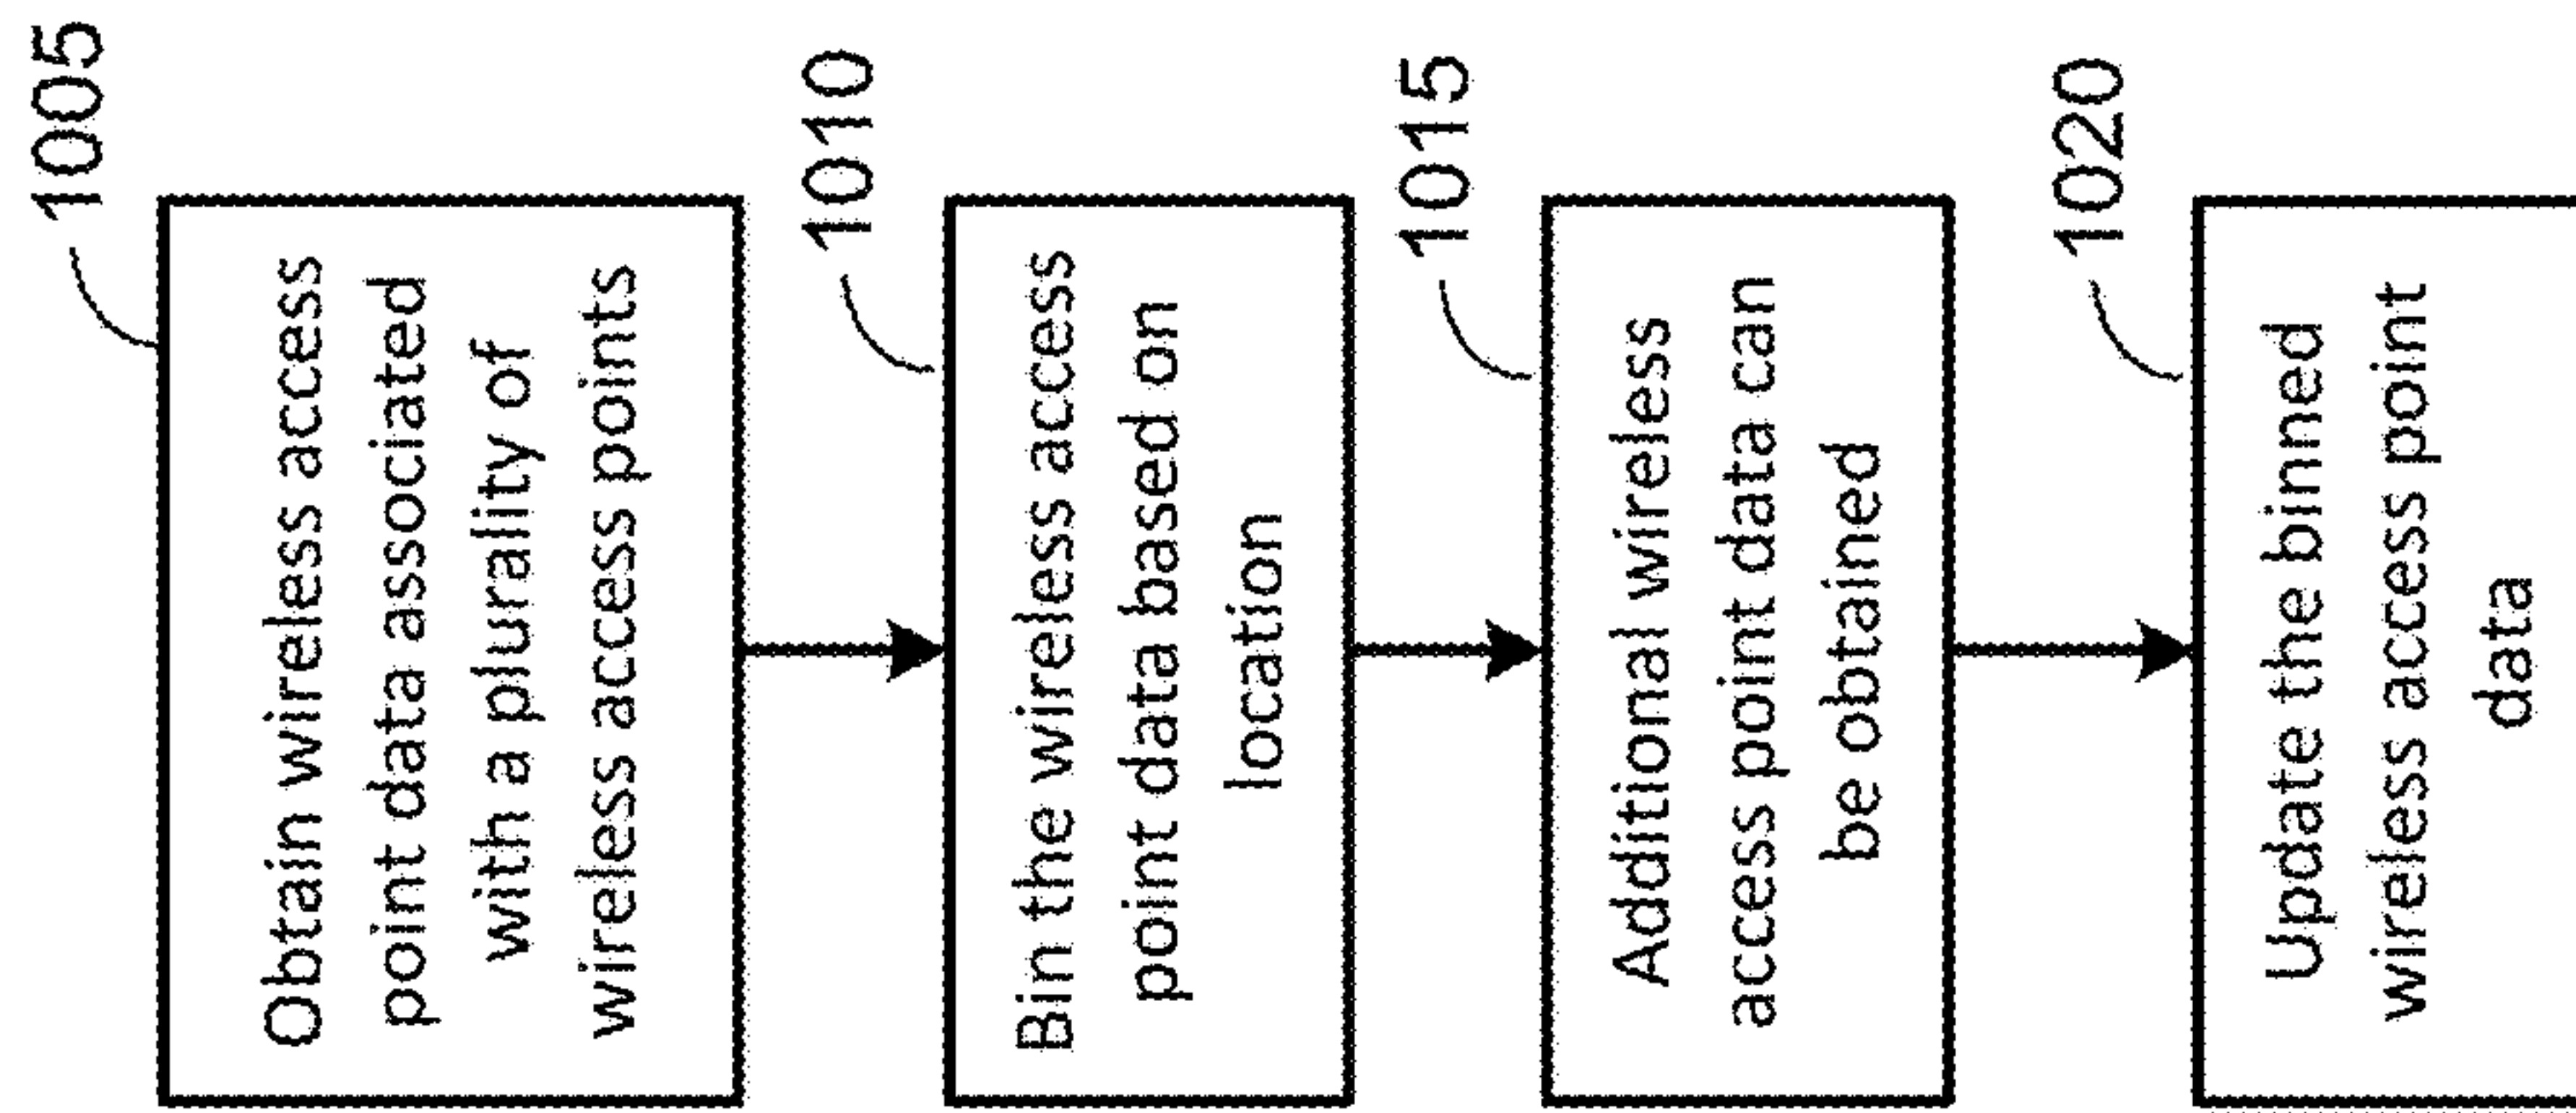 1005
Obtain wireless access
point data associated
with a plurality of
wireless access points
1010
Bin the wireless access
point data based on
location
1015
Additional wireless
access point data can
be obtained
1020
Update the binned
wireless access point
data